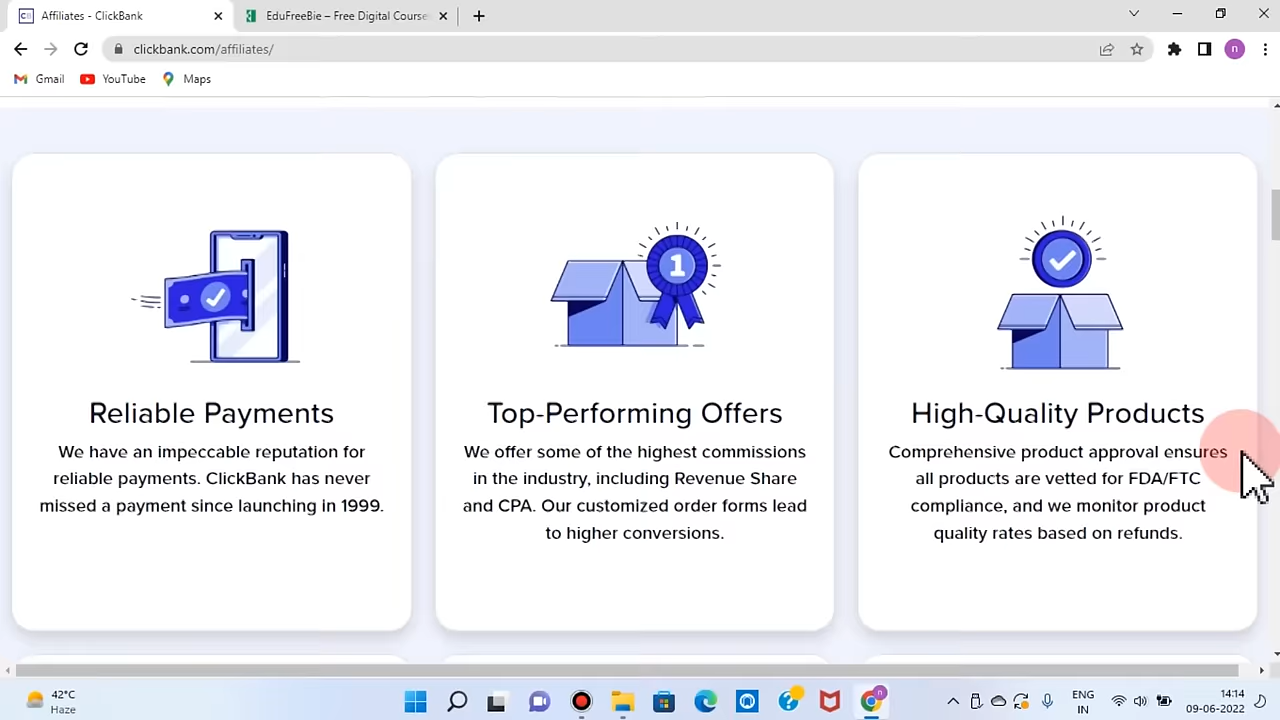 Affiliates - ClickBank
EduFreeBie – Free Digital Course
clickbank.com/affiliates/
n
Gmail
YouTube
Maps
1
Reliable Payments
We have an impeccable reputation for
reliable payments. ClickBank has never
missed a payment since launching in 1999.
Top-Performing Offers
We offer some of the highest commissions
in the industry, including Revenue Share
and CPA. Our customized order forms lead
to higher conversions.
High-Quality Products
Comprehensive product approval ensures
all products are vetted for FDA/FTC
compliance, and we monitor product
quality rates based on refunds.
42°C
Haze
ENG
IN
14:14
09-06-2022